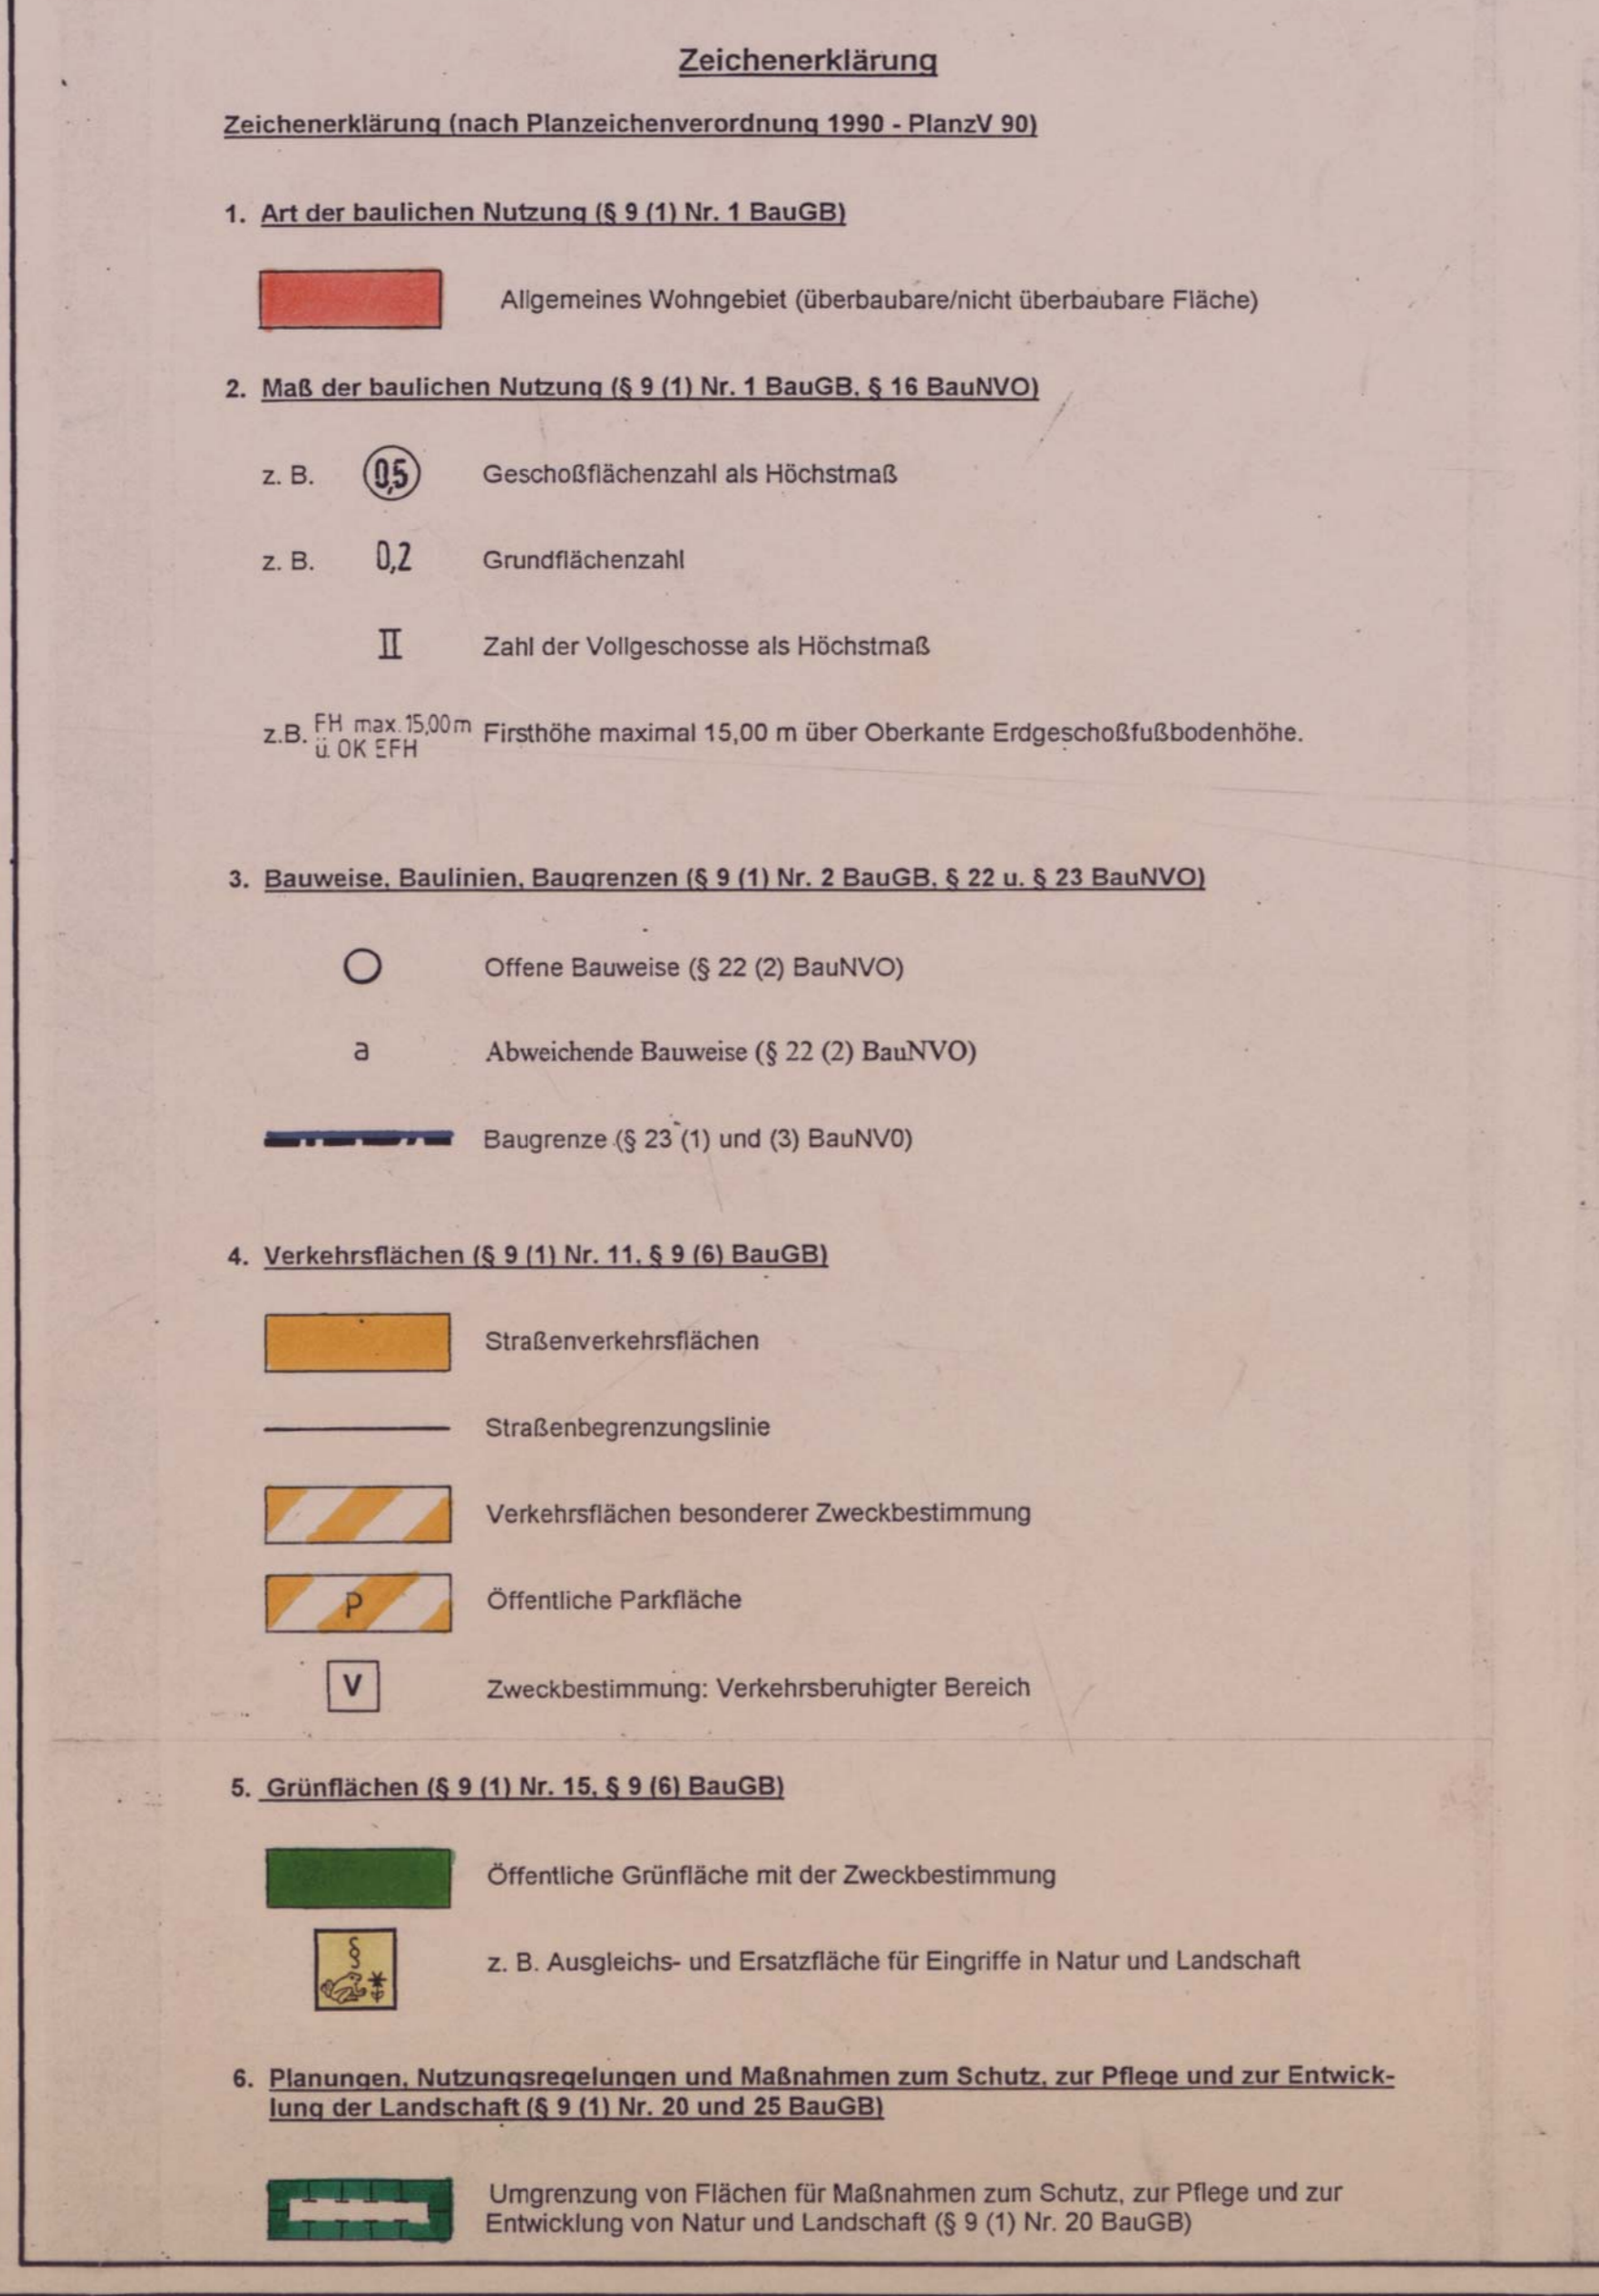 Zeichenerklärung
Zeichenerklärung (nach Planzeichenverordnung 1990 - PlanzV 90)
1. Art der baulichen Nutzung (§ 9 (1) Nr. 1 BauGB)
Allgemeines Wohngebiet (überbaubare/nicht überbaubare Fläche)
2. Maß der baulichen Nutzung (§ 9 (1) Nr. 1 BauGB, § 16 BauNVO)
z. B. 0,5 Geschoßflächenzahl als Höchstmaß
z. B. 0,2 Grundflächenzahl
II Zahl der Vollgeschosse als Höchstmaß
z.B. FH max. 15,00 m
ü. OK EFH
Firsthöhe maximal 15,00 m über Oberkante Erdgeschoßfußbodenhöhe.
3. Bauweise, Baulinien, Baugrenzen (§ 9 (1) Nr. 2 BauGB, § 22 u. § 23 BauNVO)
O Offene Bauweise (§ 22 (2) BauNVO)
a Abweichende Bauweise (§ 22 (2) BauNVO)
Baugrenze (§ 23 (1) und (3) BauNV0)
4. Verkehrsflächen (§ 9 (1) Nr. 11, § 9 (6) BauGB)
Straßenverkehrsflächen
Straßenbegrenzungslinie
Verkehrsflächen besonderer Zweckbestimmung
P Öffentliche Parkfläche
V Zweckbestimmung: Verkehrsberuhigter Bereich
5. Grünflächen (§ 9 (1) Nr. 15, § 9 (6) BauGB)
Öffentliche Grünfläche mit der Zweckbestimmung
§ z. B. Ausgleichs- und Ersatzfläche für Eingriffe in Natur und Landschaft
6. Planungen, Nutzungsregelungen und Maßnahmen zum Schutz, zur Pflege und zur Entwick-
lung der Landschaft (§ 9 (1) Nr. 20 und 25 BauGB)
Umgrenzung von Flächen für Maßnahmen zum Schutz, zur Pflege und zur
Entwicklung von Natur und Landschaft (§ 9 (1) Nr. 20 BauGB)